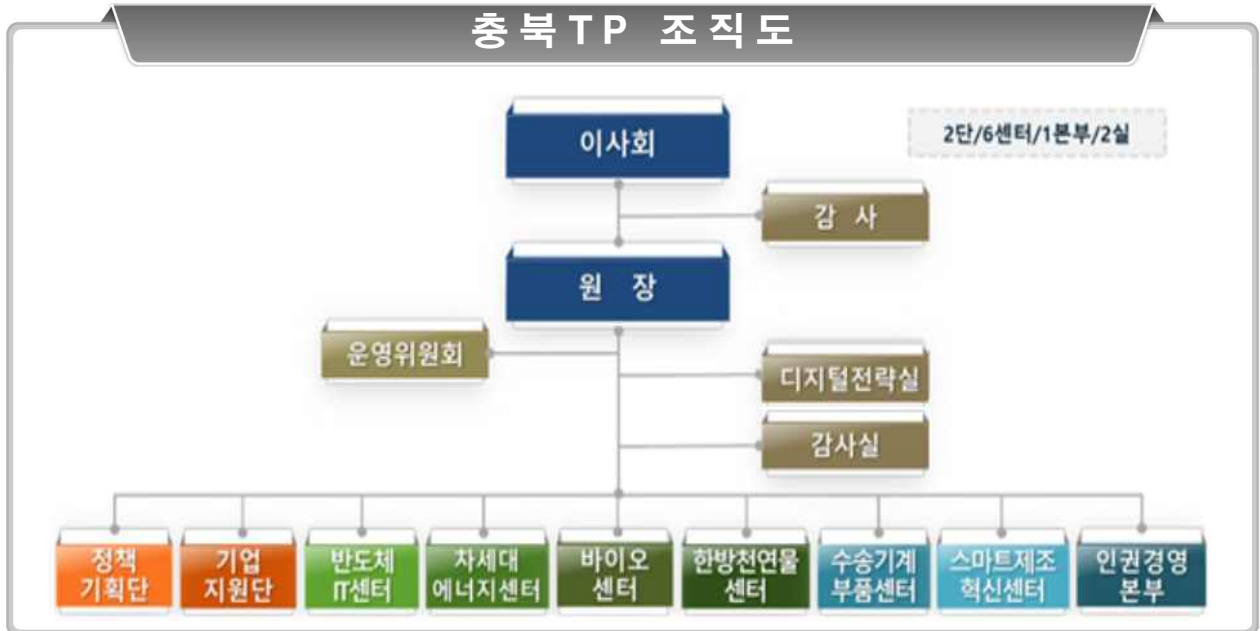 충북TP 조직도
이사회
2단/6센터/1본부/2실
감 사
원 장
운영위원회
디지털전략실
감사실
정책
기획단
기업
지원단
반도체
IT센터
차세대
에너지센터
바이오
센터
한방천연물
센터
수송기계
부품센터
스마트제조
혁신센터
인권경영
본부